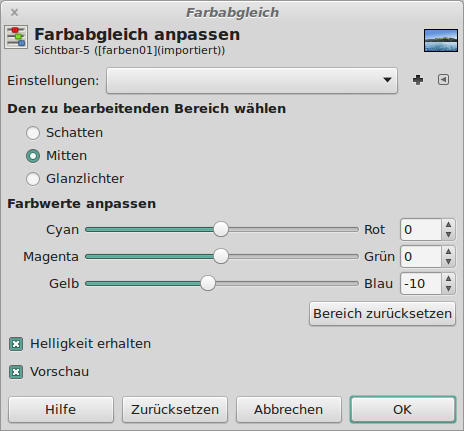 Farbabgleich
Farbabgleich anpassen
Sichtbar-5 ([farben01](importiert))
Einstellungen:
Den zu bearbeitenden Bereich wählen
Schatten
Mitten
Glanzlichter
Farbwerte anpassen
Cyan Rot 0
Magenta Grün 0
Gelb Blau -10
Bereich zurücksetzen
Helligkeit erhalten
Vorschau
Hilfe Zurücksetzen Abbrechen OK